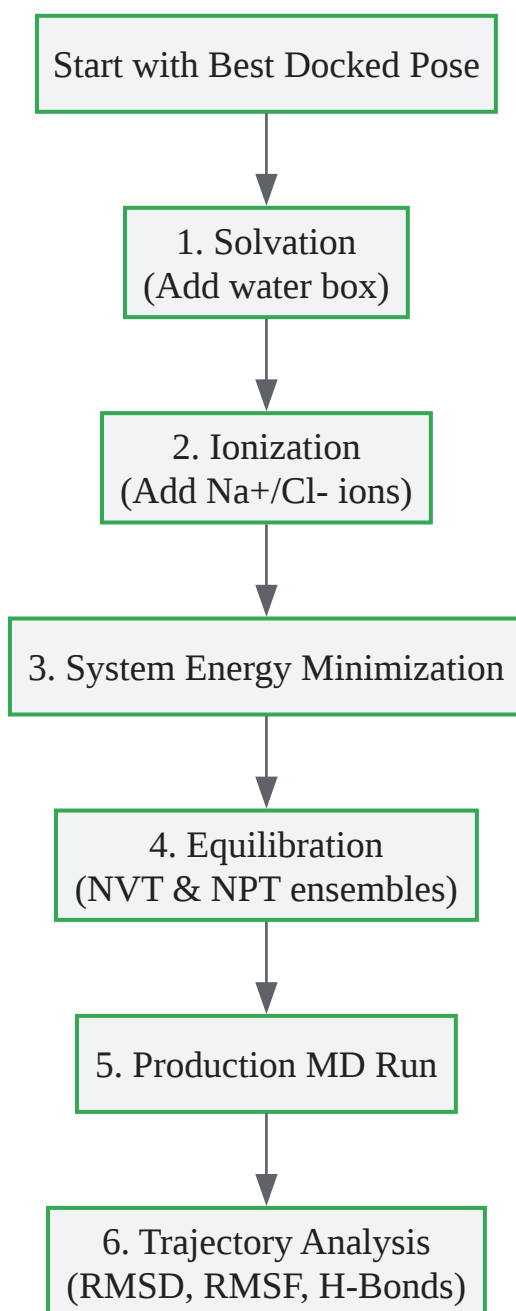 Start with Best Docked Pose
1. Solvation
(Add water box)
2. Ionization
(Add Na+/Cl- ions)
3. System Energy Minimization
4. Equilibration
(NVT & NPT ensembles)
5. Production MD Run
6. Trajectory Analysis
(RMSD, RMSF, H-Bonds)